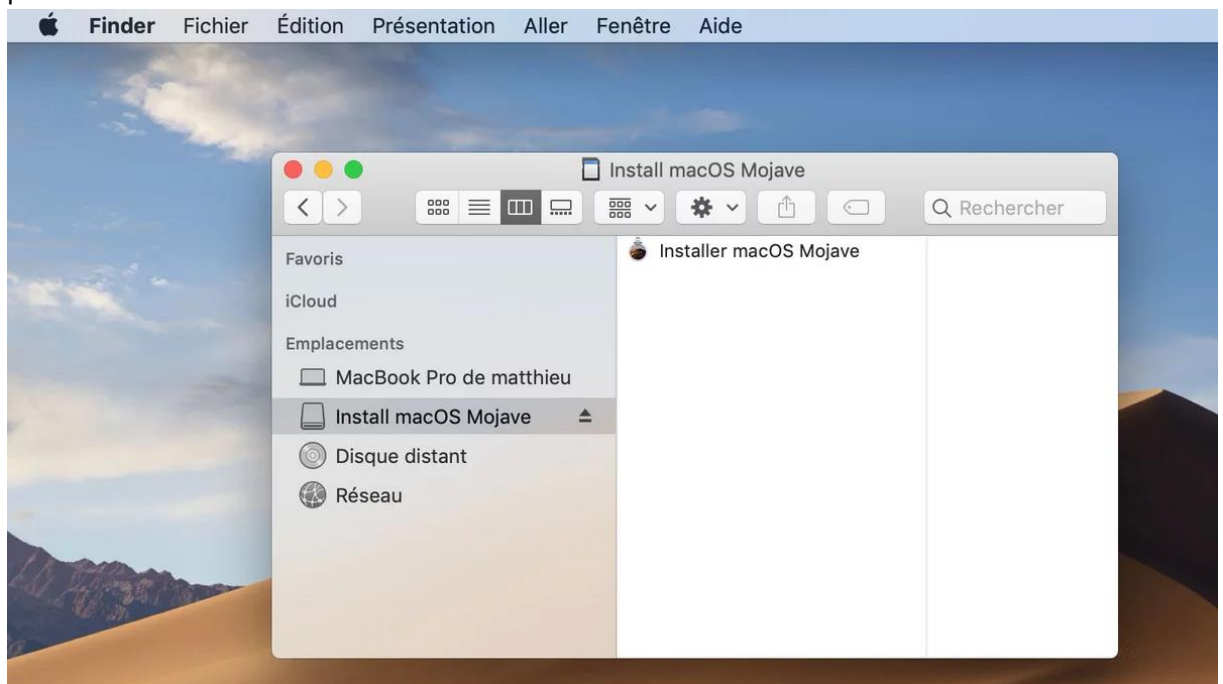 Finder Fichier Édition Présentation Aller Fenêtre Aide
Install macOS Mojave
Rechercher
Favoris
iCloud
Emplacements
MacBook Pro de matthieu
Install macOS Mojave
Disque distant
Réseau
Installer macOS Mojave